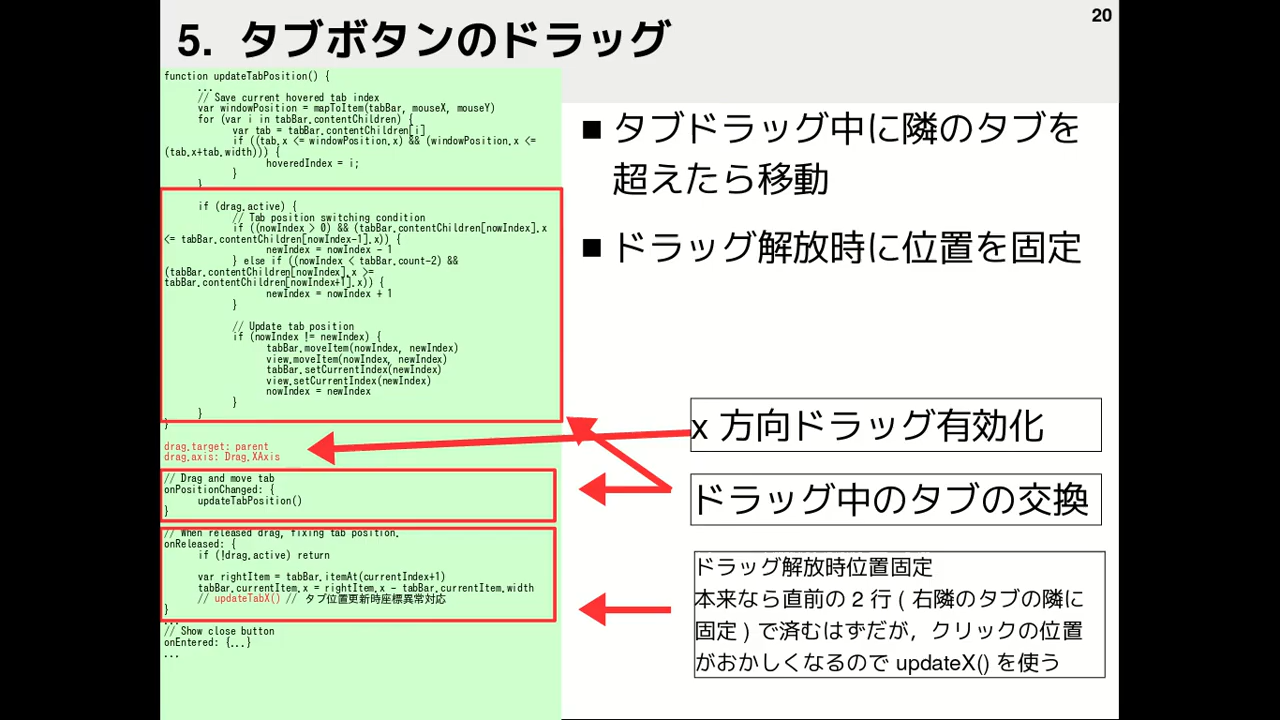 5. タブボタンのドラッグ
20
function updateTabPosition() {
...
// Save current hovered tab index
var windowPosition = mapToItem(tabBar, mouseX, mouseY)
for (var i in tabBar.contentChildren) {
var tab = tabBar.contentChildren[i]
if ((tab.x <= windowPosition.x) && (windowPosition.x <=
(tab.x+tab.width))) {
hoveredIndex = i;
}
}
if (drag.active) {
// Tab position switching condition
if ((nowIndex > 0) && (tabBar.contentChildren[nowIndex].x
<= tabBar.contentChildren[nowIndex-1].x)) {
newIndex = nowIndex - 1
} else if ((nowIndex < tabBar.count-2) &&
(tabBar.contentChildren[nowIndex].x >=
tabBar.contentChildren[nowIndex+1].x)) {
newIndex = nowIndex + 1
}
// Update tab position
if (nowIndex != newIndex) {
tabBar.moveItem(nowIndex, newIndex)
view.moveItem(nowIndex, newIndex)
tabBar.setCurrentIndex(newIndex)
view.setCurrentIndex(newIndex)
nowIndex = newIndex
}
}
}
drag.target: parent
drag.axis: Drag.XAxis
// Drag and move tab
onPositionChanged: {
updateTabPosition()
}
// When released drag, fixing tab position.
onReleased: {
if (!drag.active) return
var rightItem = tabBar.itemAt(currentIndex+1)
tabBar.currentItem.x = rightItem.x - tabBar.currentItem.width
// updateTabX() // タブ位置更新時座標異常対応
}
...
// Show close button
onEntered: {...}
...
■ タブドラッグ中に隣のタブを
超えたら移動
■ ドラッグ解放時に位置を固定
x 方向ドラッグ有効化
ドラッグ中のタブの交換
ドラッグ解放時位置固定
本来なら直前の 2 行 ( 右隣のタブの隣に
固定 ) で済むはずだが，クリックの位置
がおかしくなるので updateX() を使う